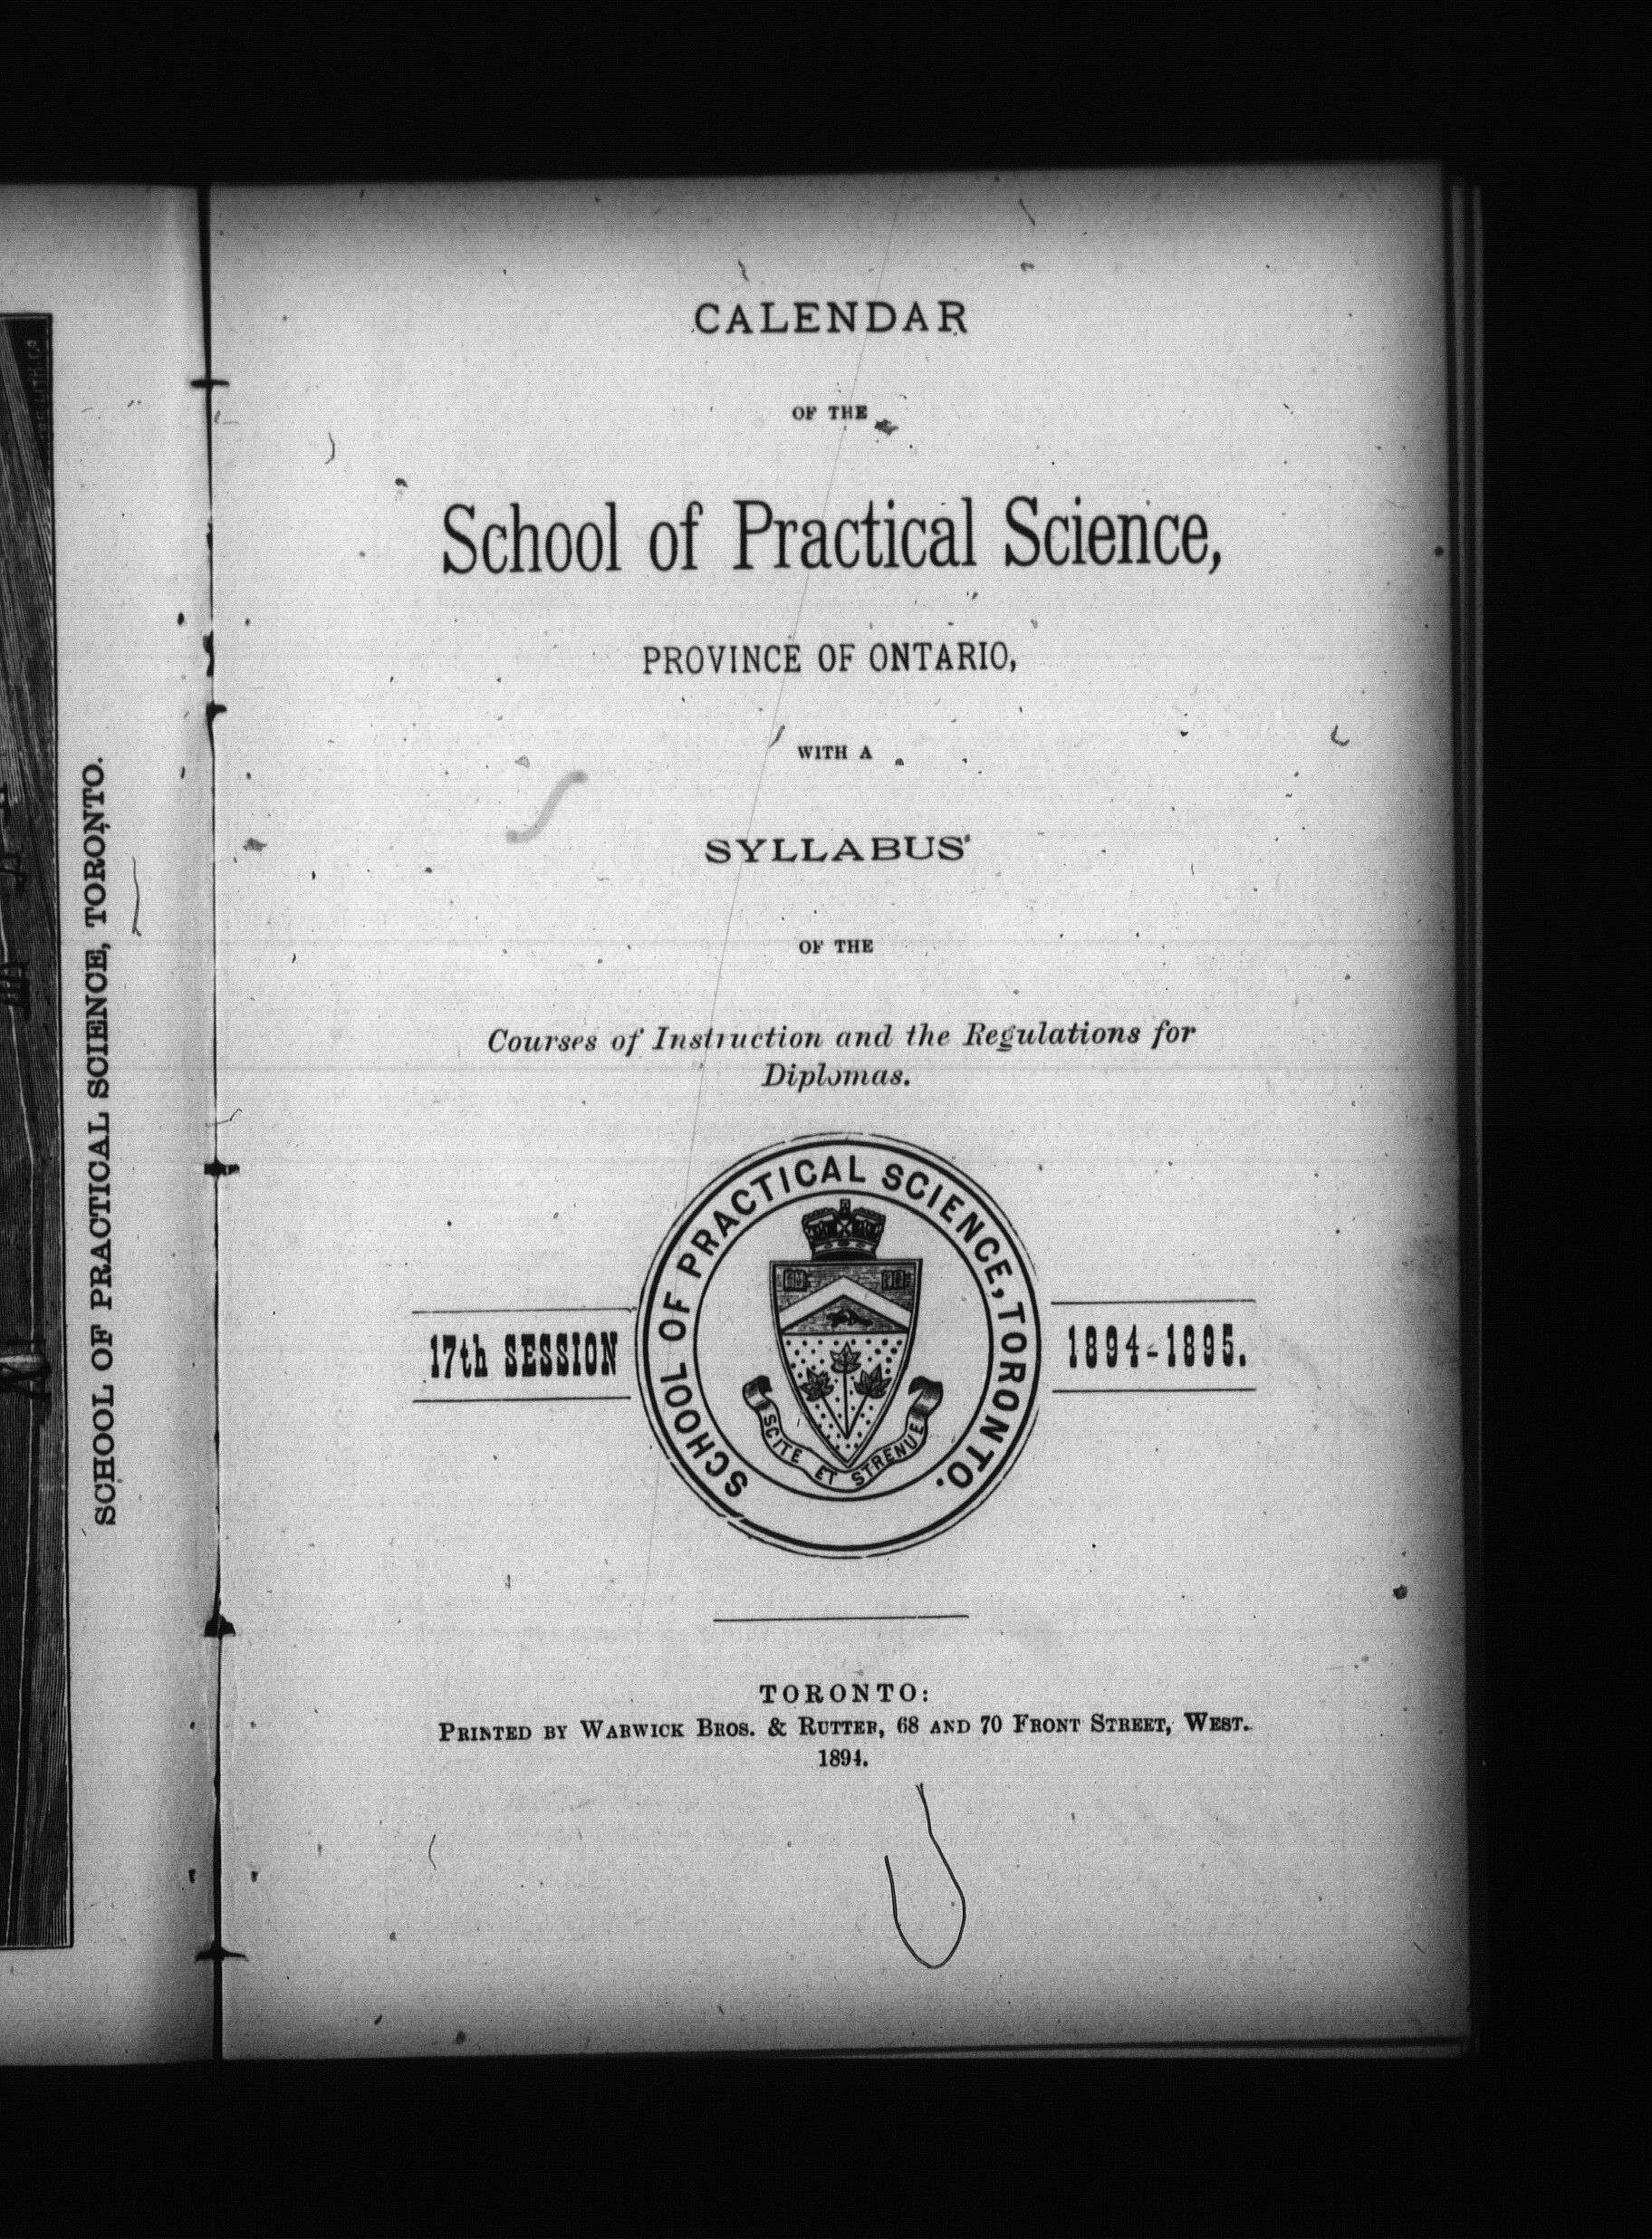 SCHOOL OF PRACTICAL SCIENCE, TORONTO.
CALENDAR
OF THE
School of Practical Science,
PROVINCE OF ONTARIO,
WITH A
SYLLABUS
OF THE
Courses of Instruction and the Regulations for
Diplomas.
SCHOOL OF PRACTICAL SCIENCE, TORONTO.
SCITE ET STRENUE
17th SESSION
1894-1895.
TORONTO:
PRINTED BY WARWICK BROS. & RUTTER, 68 AND 70 FRONT STREET, WEST.
1894.